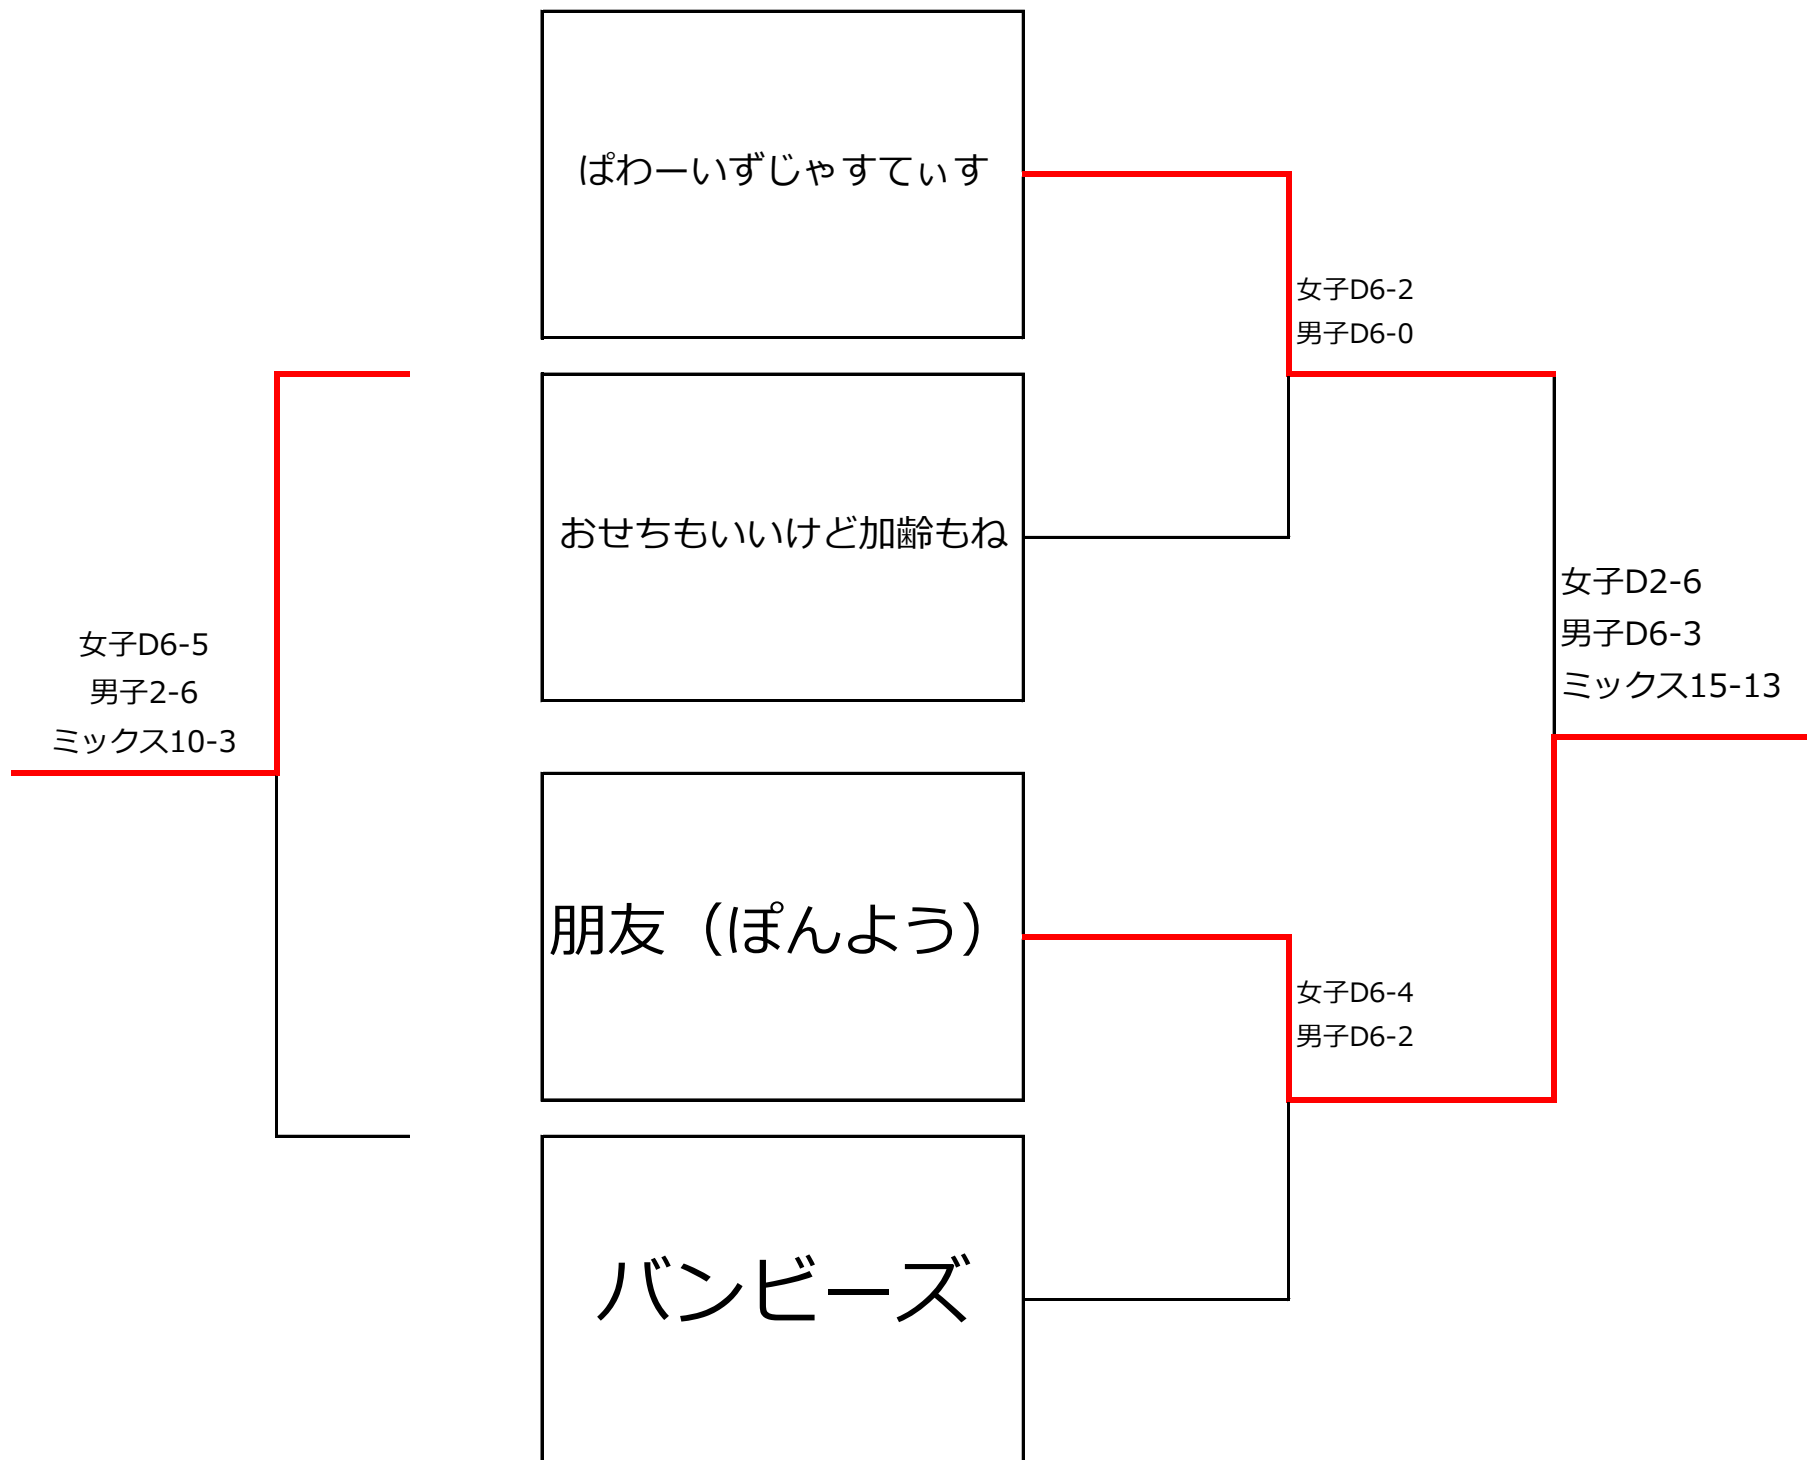 ぱわーいずじゃすてぃす
女子D6-2
男子D6-0
おせちもいいけど加齢もね
女子D2-6
男子D6-3
ミックス15-13
女子D6-5
男子2-6
ミックス10-3
朋友（ぽんよう）
女子D6-4
男子D6-2
バンビーズ